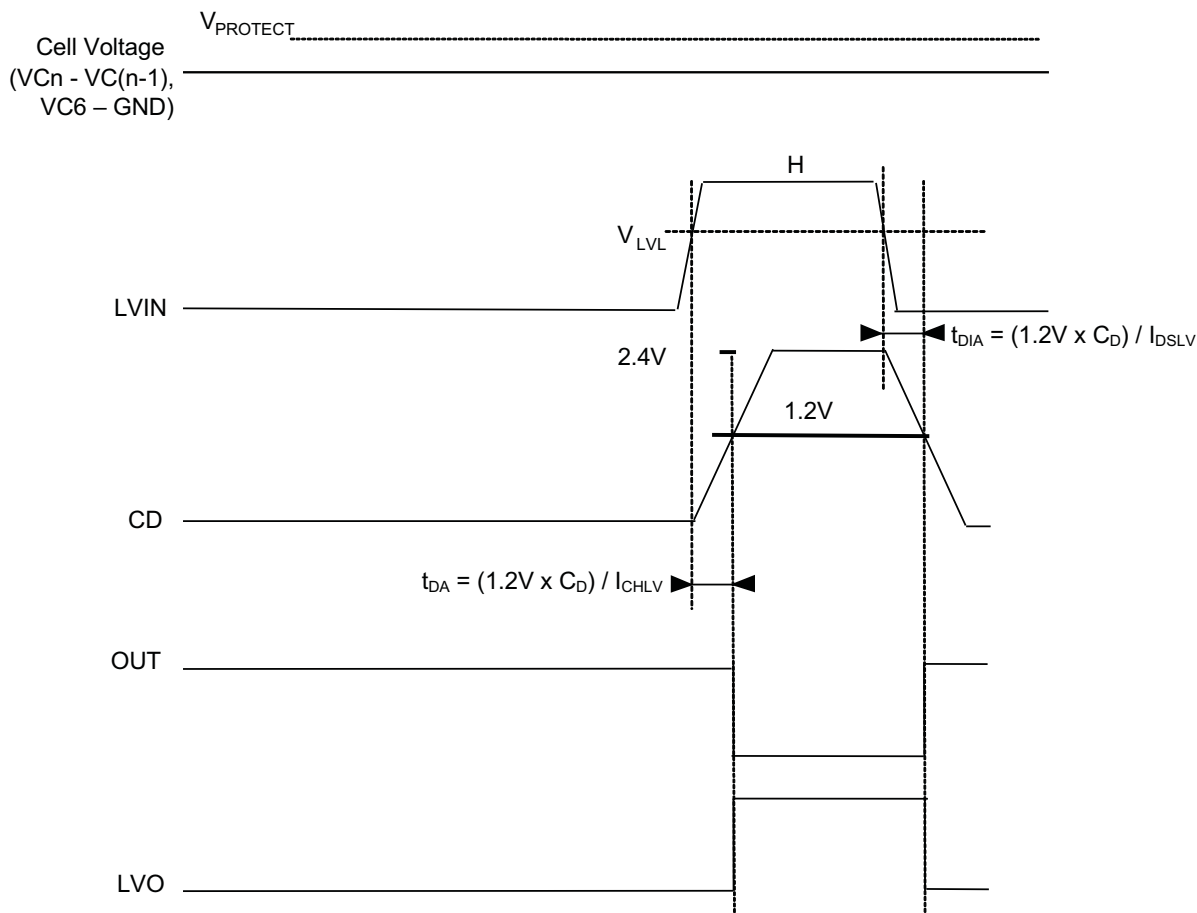 VPROTECT
Cell Voltage
(VCn - VC(n-1),
VC6 – GND)
H
V LVL
LVIN
tDIA = (1.2V x CD) / IDSLV
2.4V
1.2V
CD
tDA = (1.2V x CD) / ICHLV
OUT
LVO